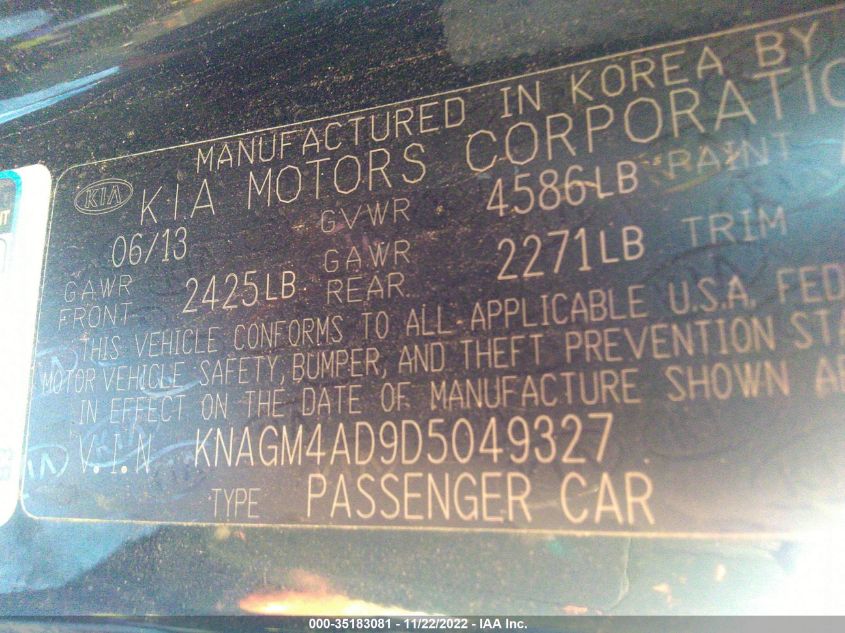 MANUFACTURED IN KOREA BY
KIA KIA MOTORS CORPORATIO
06/13 GVWR 4586LB PAINT
GAWR FRONT 2425LB GAWR REAR 2271LB TRIM
THIS VEHICLE CONFORMS TO ALL APPLICABLE U.S.A. FED
MOTOR VEHICLE SAFETY, BUMPER, AND THEFT PREVENTION STA
IN EFFECT ON THE DATE OF MANUFACTURE SHOWN AB
V.I.N KNAGM4AD9D5049327
TYPE PASSENGER CAR
000-35183081 - 11/22/2022 - IAA Inc.